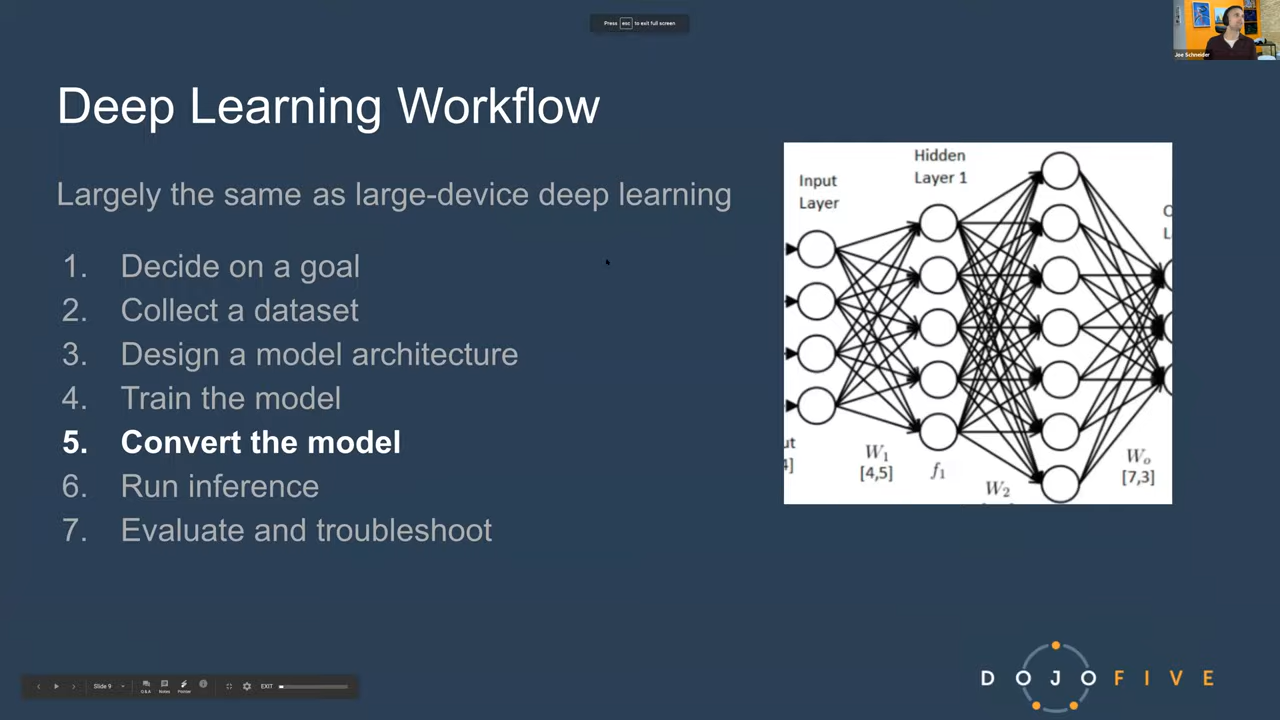 Press esc to exit full screen
Joe Schneider
Deep Learning Workflow
Largely the same as large-device deep learning
1. Decide on a goal
2. Collect a dataset
3. Design a model architecture
4. Train the model
5. Convert the model
6. Run inference
7. Evaluate and troubleshoot
Hidden
Layer 1
Input
Layer
W1
[4,5]
f1
W2
Wo
[7,3]
Slide 9
Q&A
Notes
Pointer
EXIT
DOJOFIVE